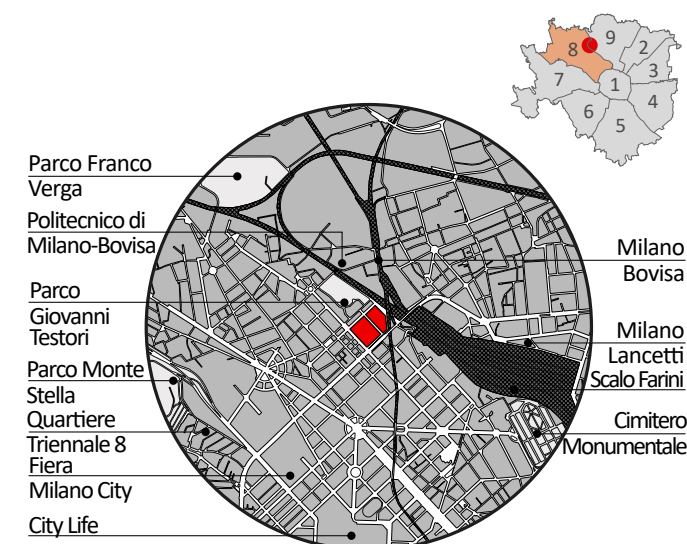 9
8
2
3
7
1
4
6
5
Parco Franco
Verga
Politecnico di
Milano-Bovisa
Parco
Giovanni
Testori
Parco Monte
Stella
Quartiere
Triennale 8
Fiera
Milano City
City Life
Milano
Bovisa
Milano
Lancetti
Scalo Farini
Cimitero
Monumentale